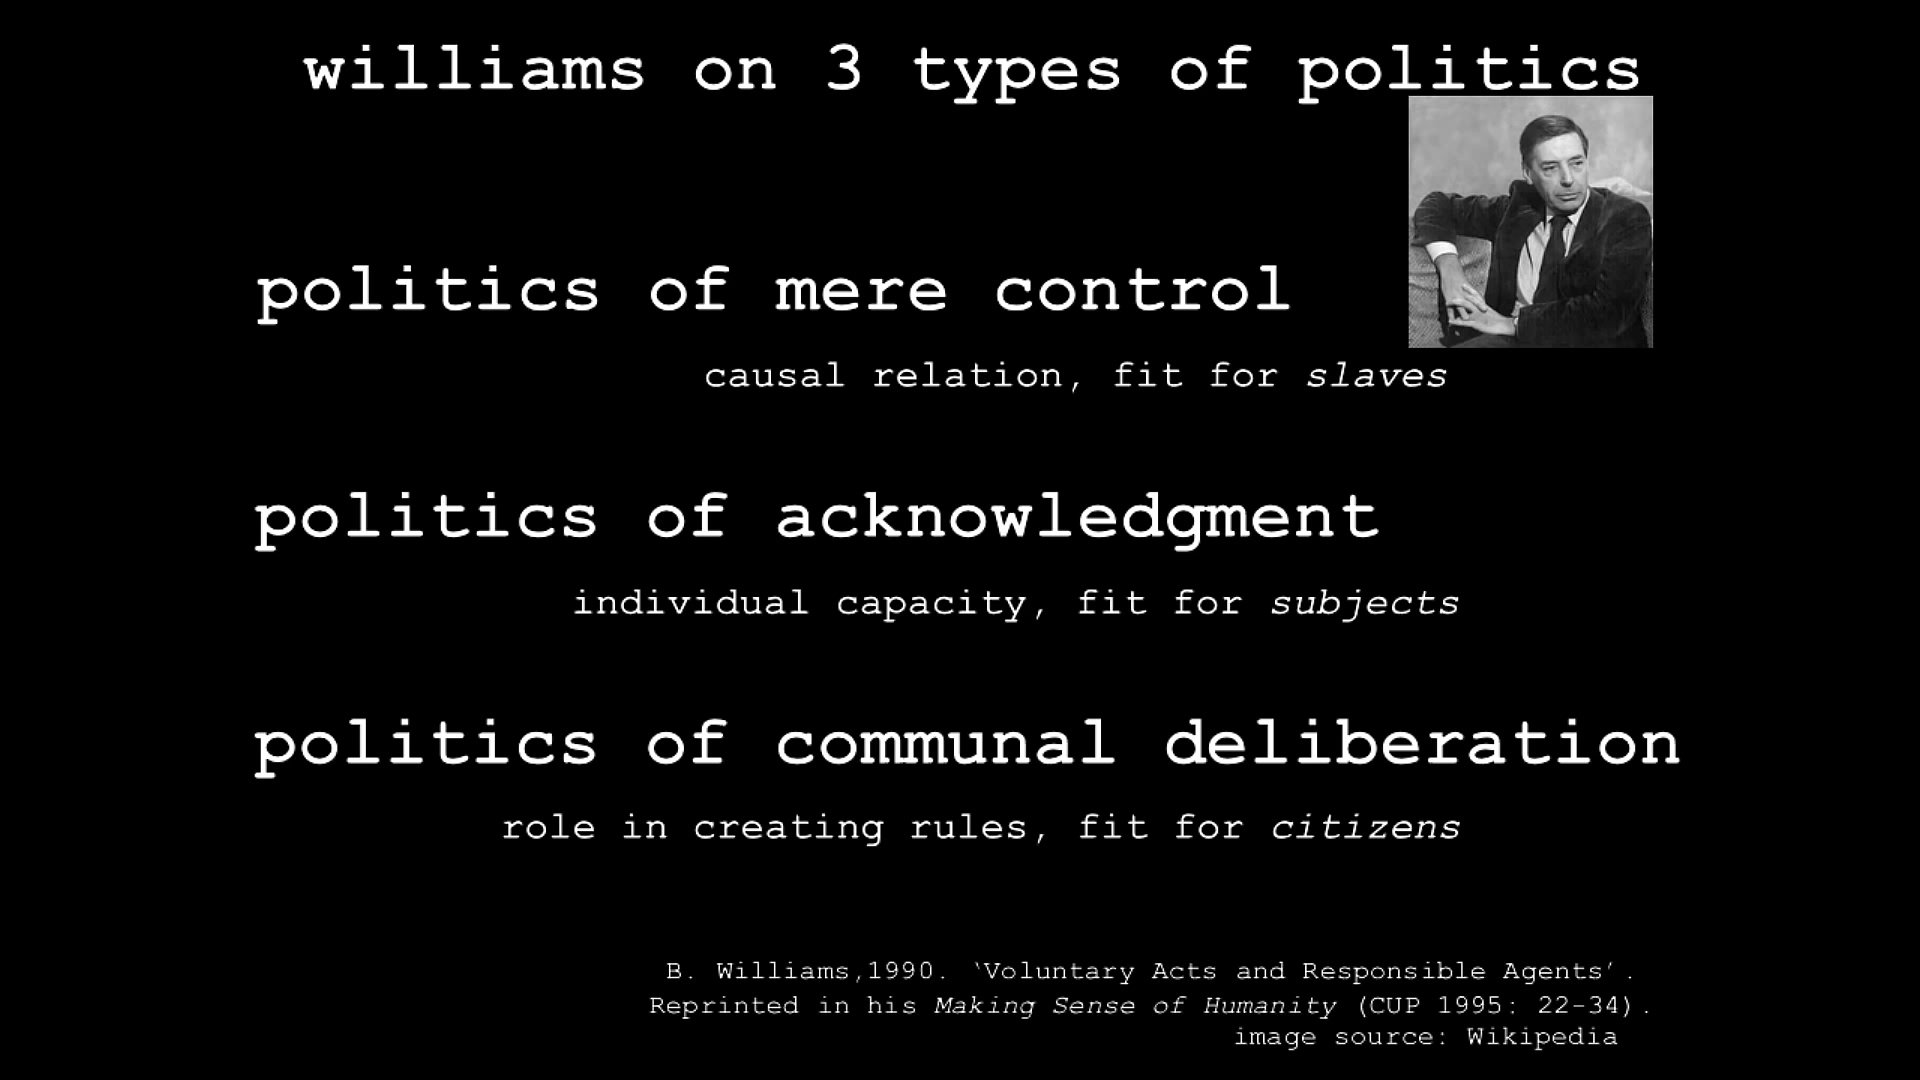 williams on 3 types of politics
politics of mere control
causal relation, fit for slaves
politics of acknowledgment
individual capacity, fit for subjects
politics of communal deliberation
role in creating rules, fit for citizens
B. Williams,1990. ‘Voluntary Acts and Responsible Agents’.
Reprinted in his Making Sense of Humanity (CUP 1995: 22-34).
image source: Wikipedia